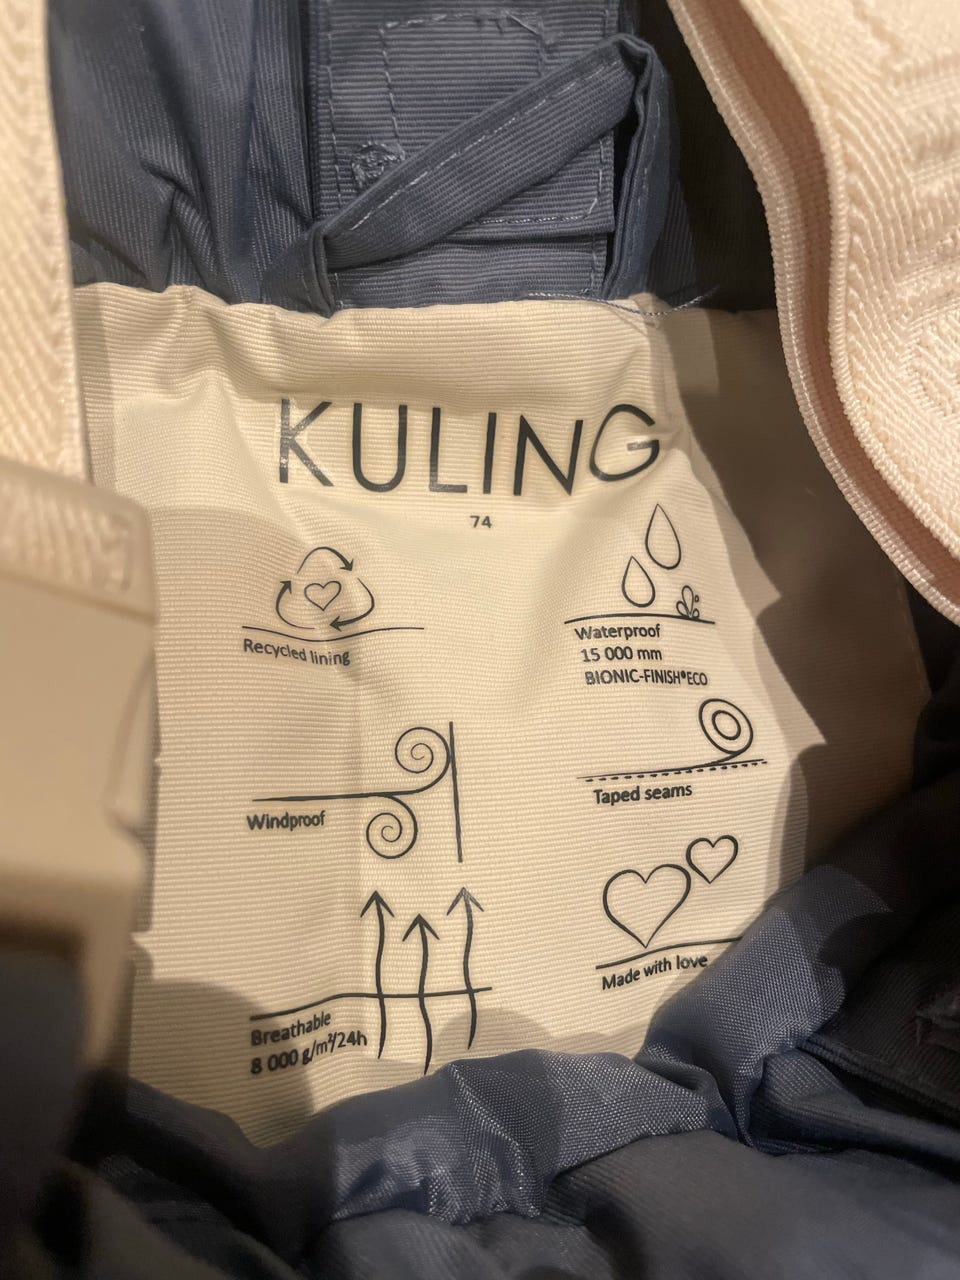 KULING
74
Recycled lining
Waterproof
15 000 mm
BIONIC-FINISH®ECO
Windproof
Taped seams
Breathable
8 000 g/m²/24h
Made with love